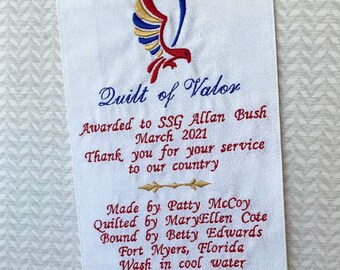 Quilt of Valor
Awarded to SSG Allan Bush
March 2021
Thank you for your service
to our country
Made by Patty McCoy
Quilted by MaryEllen Cote
Bound by Betty Edwards
Fort Myers, Florida
Wash in cool water